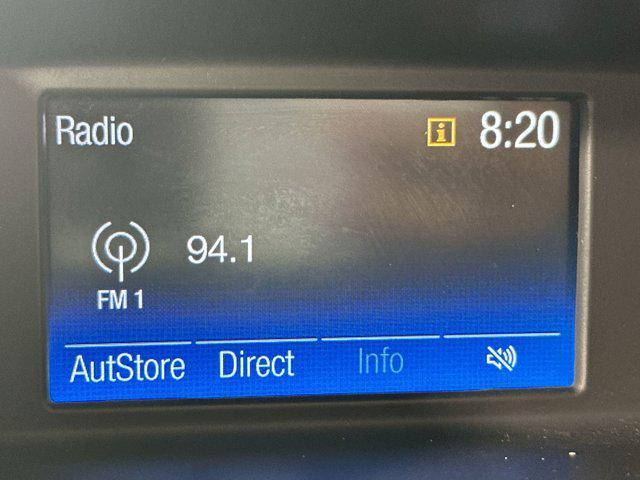 Radio i 8:20
94.1
FM 1
AutStore Direct Info